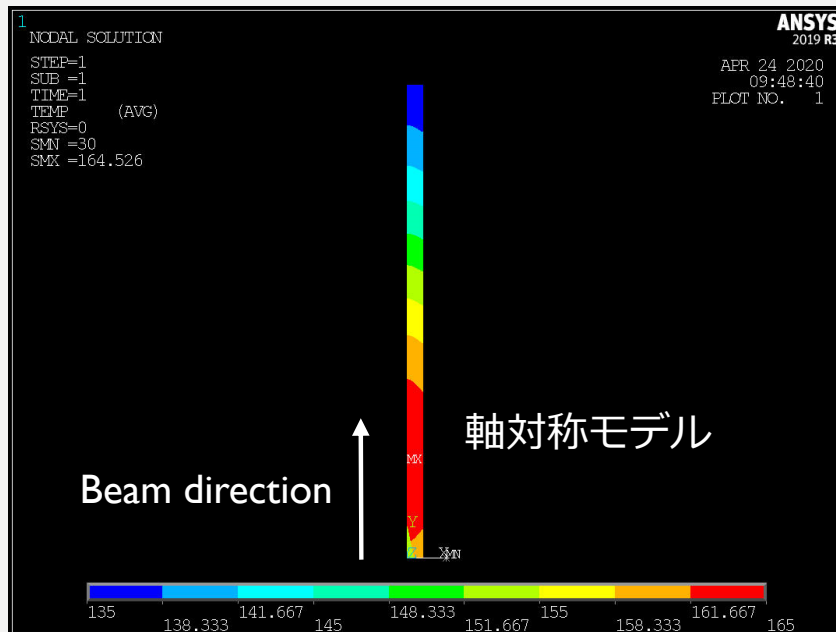 1
NODAL SOLUTION
STEP=1
SUB =1
TIME=1
TEMP (AVG)
RSYS=0
SMN =30
SMX =164.526
ANSYS
2019 R3
APR 24 2020
09:48:40
PLOT NO. 1
軸対称モデル
MX
Beam direction
Y
Z
X
MN
135
138.333
141.667
145
148.333
151.667
155
158.333
161.667
165